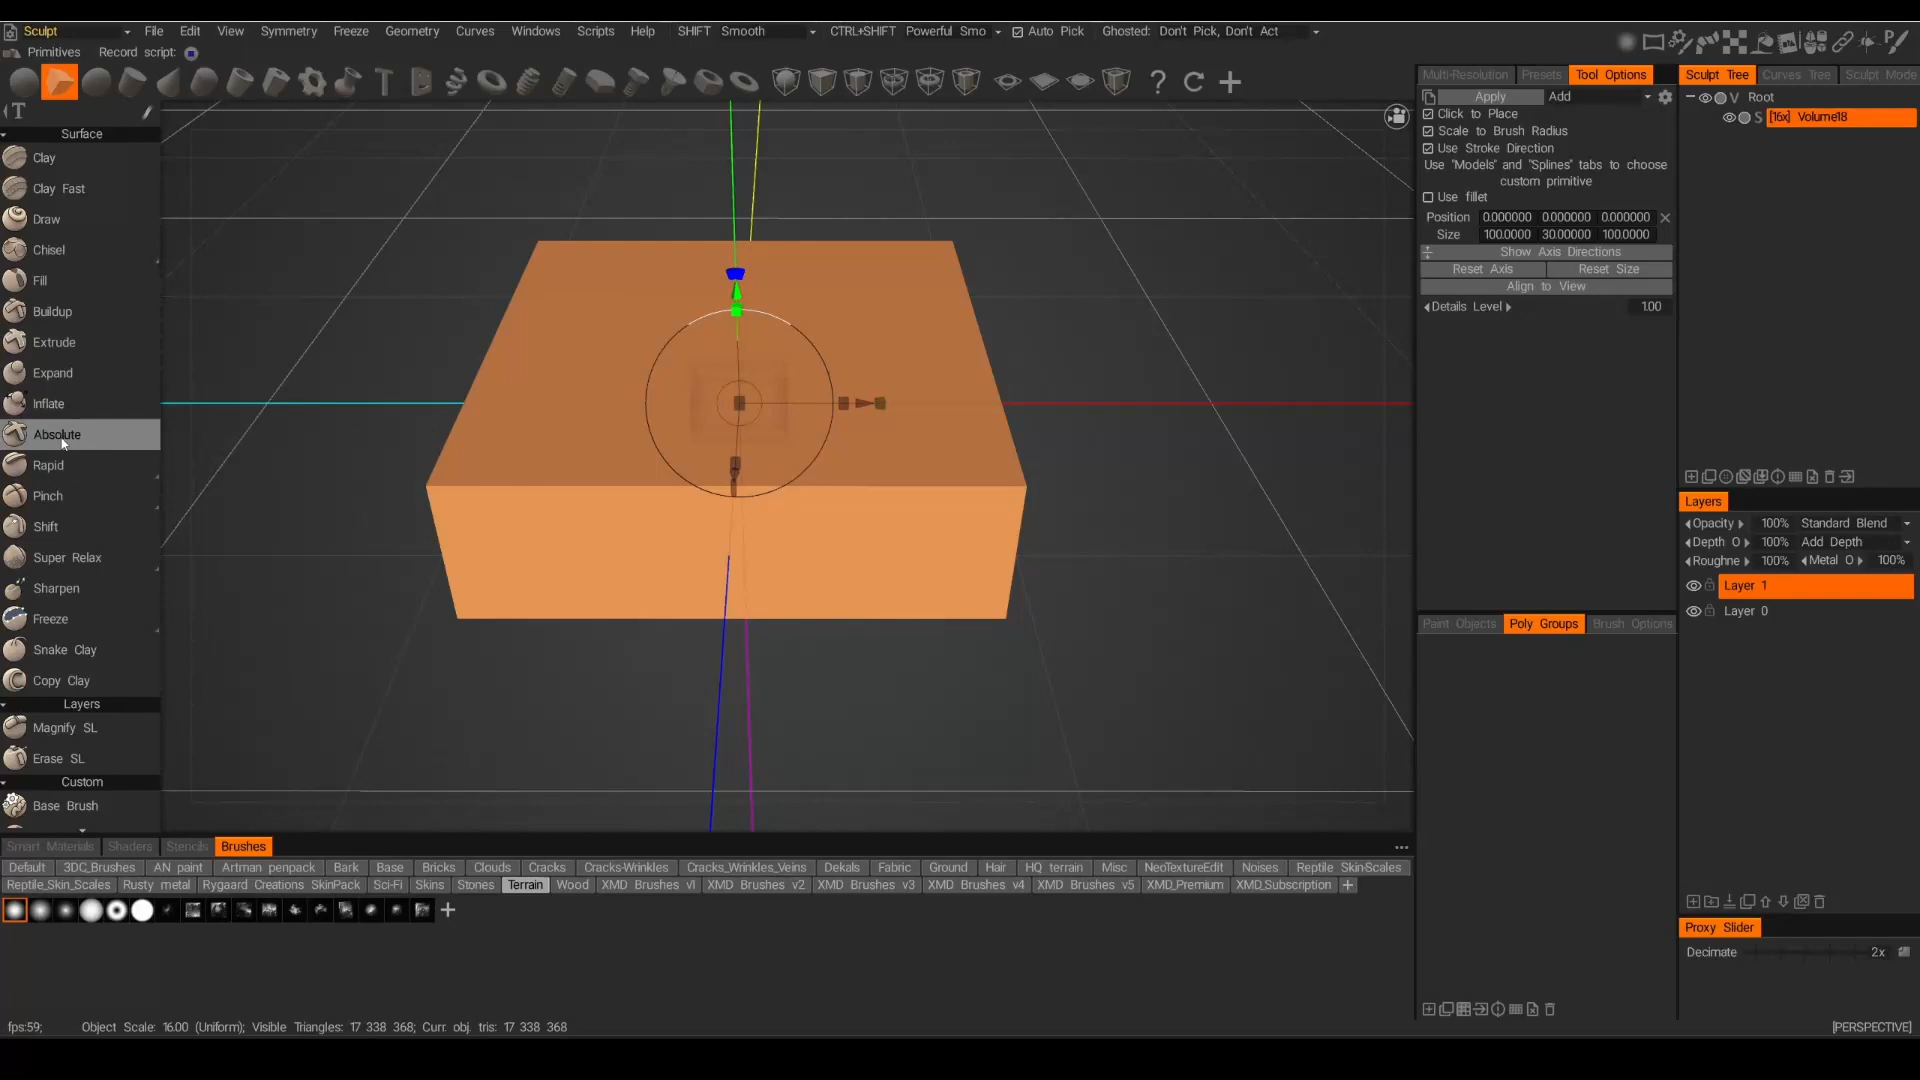 Sculpt File Edit View Symmetry Freeze Geometry Curves Windows Scripts Help SHIFT Smooth CTRL+SHIFT Powerful Smo Auto Pick Ghosted: Don't Pick, Don't Act
Primitives Record script:
T
Surface
Clay
Clay Fast
Draw
Chisel
Fill
Buildup
Extrude
Expand
Inflate
Absolute
Rapid
Pinch
Shift
Super Relax
Sharpen
Freeze
Snake Clay
Copy Clay
Layers
Magnify SL
Erase SL
Custom
Base Brush
Multi-Resolution Presets Tool Options
Apply Add
Click to Place
Scale to Brush Radius
Use Stroke Direction
Use "Models" and "Splines" tabs to choose
custom primitive
Use fillet
Position 0.000000 0.000000 0.000000
Size 100.0000 30.00000 100.0000
Show Axis Directions
Reset Axis Reset Size
Align to View
Details Level 1.00
Paint Objects Poly Groups Brush Options
Sculpt Tree Curves Tree Sculpt Mode
V Root
S [16x] Volume18
Layers
Opacity 100% Standard Blend
Depth O 100% Add Depth
Roughne 100% Metal O 100%
Layer 1
Layer 0
Proxy Slider
Decimate 2x
Smart Materials Shaders Stencils Brushes
Default 3DC_Brushes AN paint Artman penpack Bark Base Bricks Clouds Cracks Cracks-Wrinkles Cracks_Wrinkles_Veins Dekals Fabric Ground Hair HQ terrain Misc NeoTextureEdit Noises Reptile Skin-Scales
Reptile_Skin_Scales Rusty metal Rygaard Creations SkinPack Sci-Fi Skins Stones Terrain Wood XMD Brushes v1 XMD Brushes v2 XMD Brushes v3 XMD Brushes v4 XMD Brushes v5 XMD_Premium XMD_Subscription
fps:59; Object Scale: 16.00 (Uniform); Visible Triangles: 17 338 368; Curr. obj. tris: 17 338 368 [PERSPECTIVE]